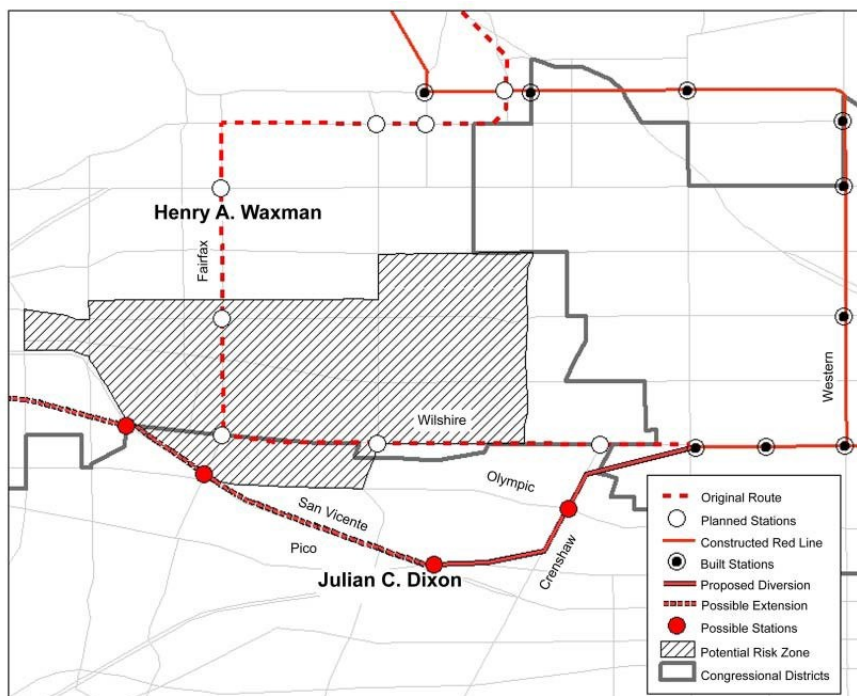 Henry A. Waxman
Fairfax
Western
Wilshire
Olympic
San Vicente
Pico
Crenshaw
Julian C. Dixon
Original Route
Planned Stations
Constructed Red Line
Built Stations
Proposed Diversion
Possible Extension
Possible Stations
Potential Risk Zone
Congressional Districts